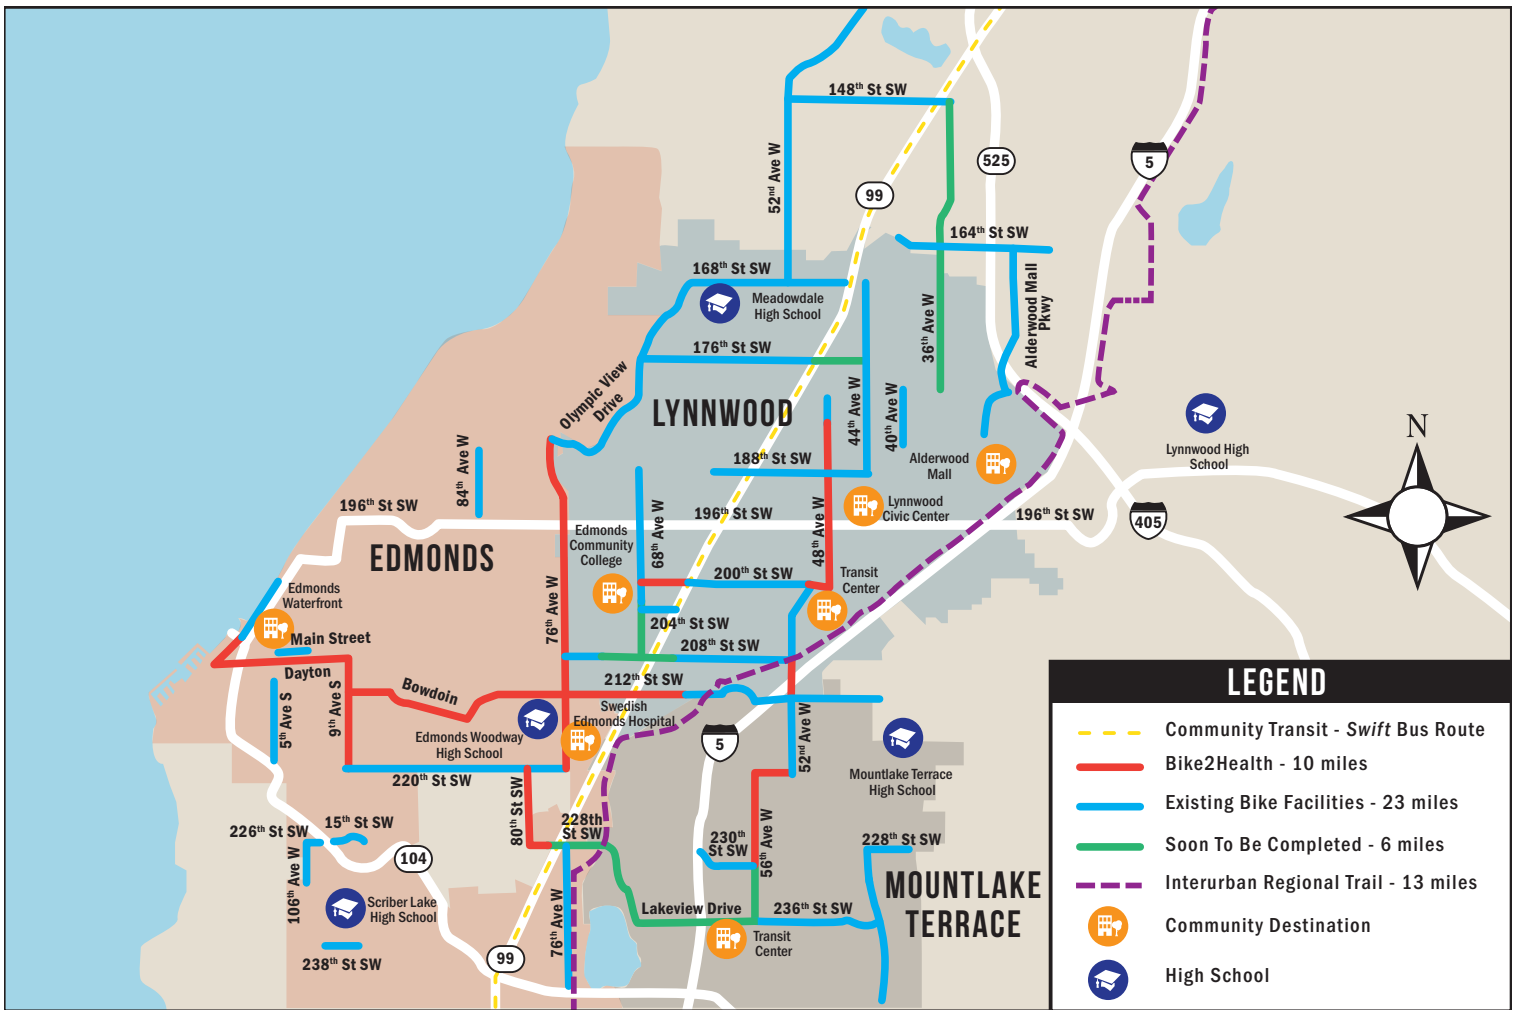 148th St SW
52nd Ave W
99
525
5
164th St SW
168th St SW
Meadowdale
High School
36th Ave W
Alderwood Mall
Pkwy
176th St SW
Olympic View
Drive
LYNNWOOD
44th Ave W
40th Ave W
N
84th Ave W
188th St SW
Alderwood
Mall
Lynnwood High
School
196th St SW
Lynnwood
Civic Center
196th St SW
196th St SW
405
EDMONDS
Edmonds
Community
College
68th Ave W
48th Ave W
200th St SW
Transit
Center
Edmonds
Waterfront
76th Ave W
204th St SW
Main Street
208th St SW
Dayton
212th St SW
Bowdoin
5th Ave S
9th Ave S
Swedish
Edmonds Hospital
Edmonds Woodway
High School
5
52nd Ave W
220th St SW
Mountlake Terrace
High School
80th St SW
228th
St SW
226th St SW
15th St SW
104
230th
St SW
56th Ave W
228th St SW
106th Ave W
Scriber Lake
High School
MOUNTLAKE
TERRACE
Lakeview Drive
236th St SW
76th Ave W
Transit
Center
238th St SW
99
LEGEND
Community Transit - Swift Bus Route
Bike2Health - 10 miles
Existing Bike Facilities - 23 miles
Soon To Be Completed - 6 miles
Interurban Regional Trail - 13 miles
Community Destination
High School